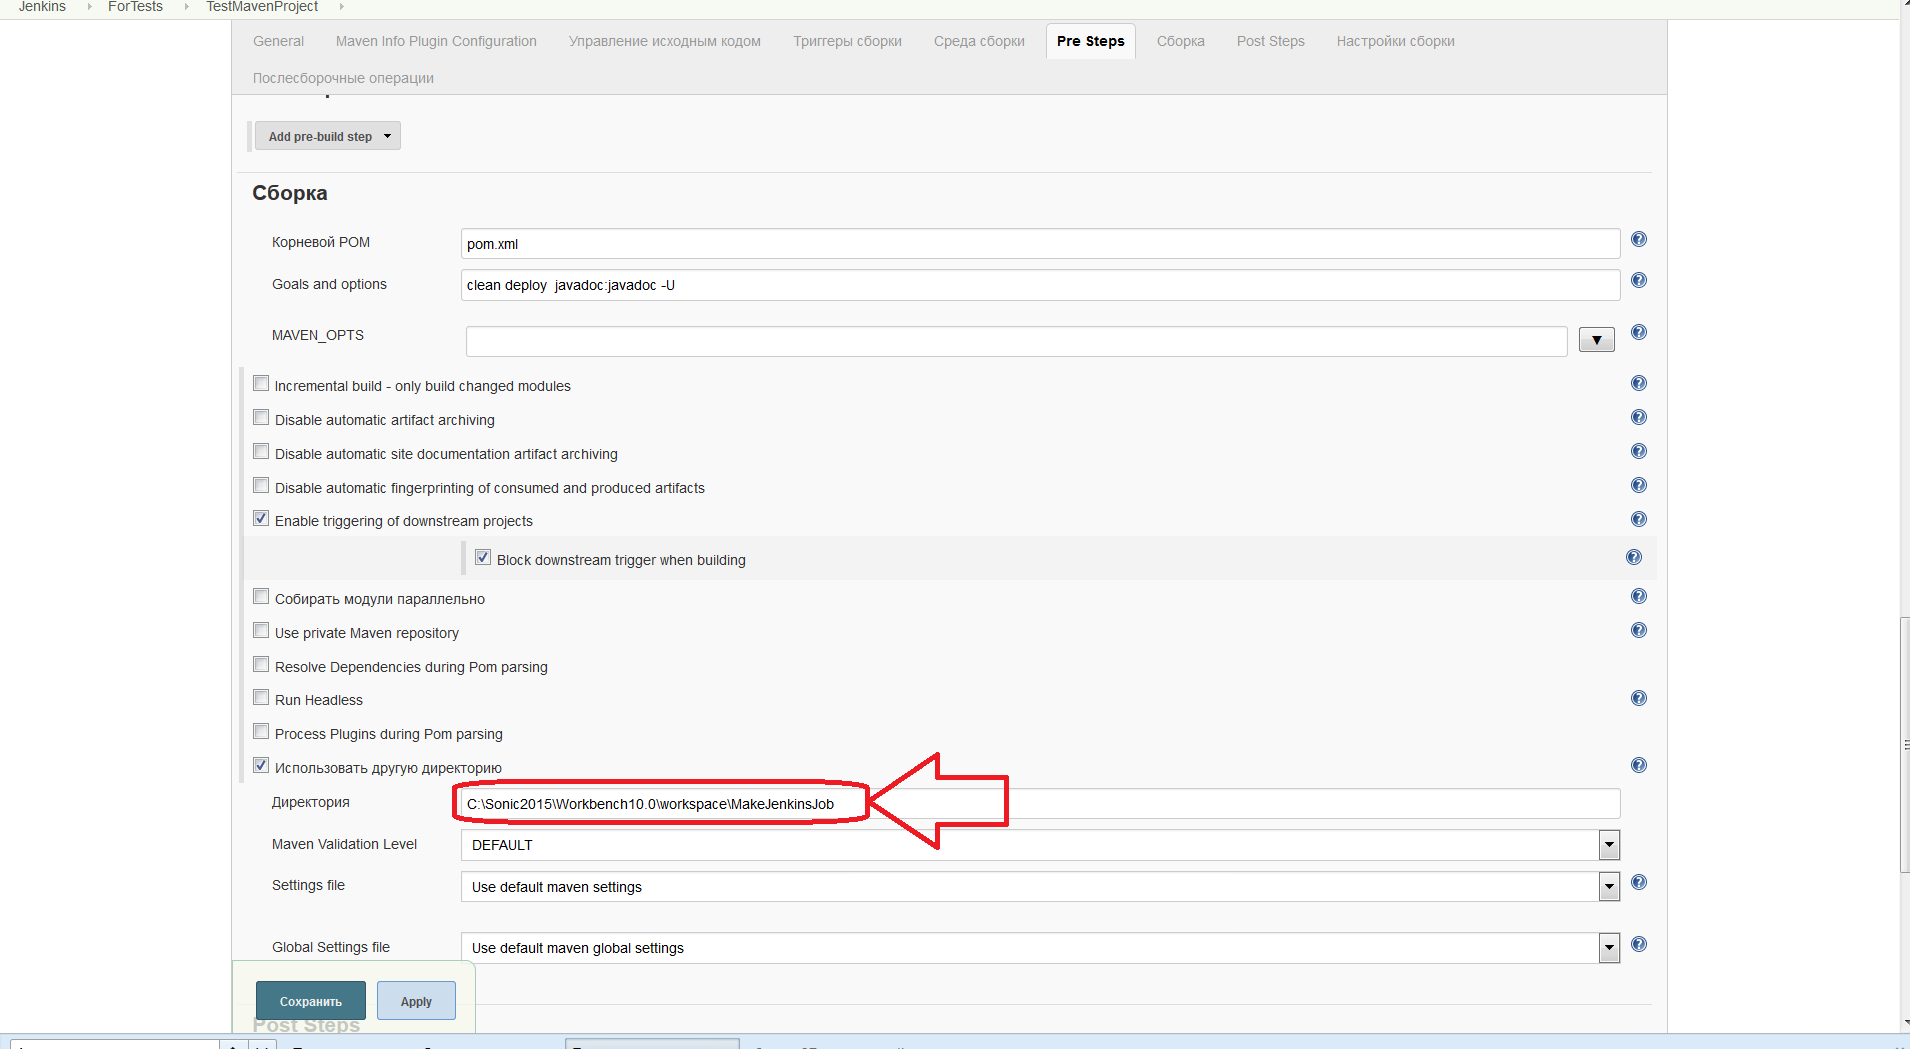 Jenkins ForTests TestMavenProject
General Maven Info Plugin Configuration Управление исходным кодом Триггеры сборки Среда сборки Pre Steps Сборка Post Steps Настройки сборки
Послесборочные операции
Add pre-build step
Сборка
Корневой POM pom.xml
Goals and options clean deploy  javadoc:javadoc -U
MAVEN_OPTS
Incremental build - only build changed modules
Disable automatic artifact archiving
Disable automatic site documentation artifact archiving
Disable automatic fingerprinting of consumed and produced artifacts
Enable triggering of downstream projects
Block downstream trigger when building
Собирать модули параллельно
Use private Maven repository
Resolve Dependencies during Pom parsing
Run Headless
Process Plugins during Pom parsing
Использовать другую директорию
Директория C:\Sonic2015\Workbench10.0\workspace\MakeJenkinsJob
Maven Validation Level DEFAULT
Settings file Use default maven settings
Global Settings file Use default maven global settings
Сохранить Apply
Post Steps